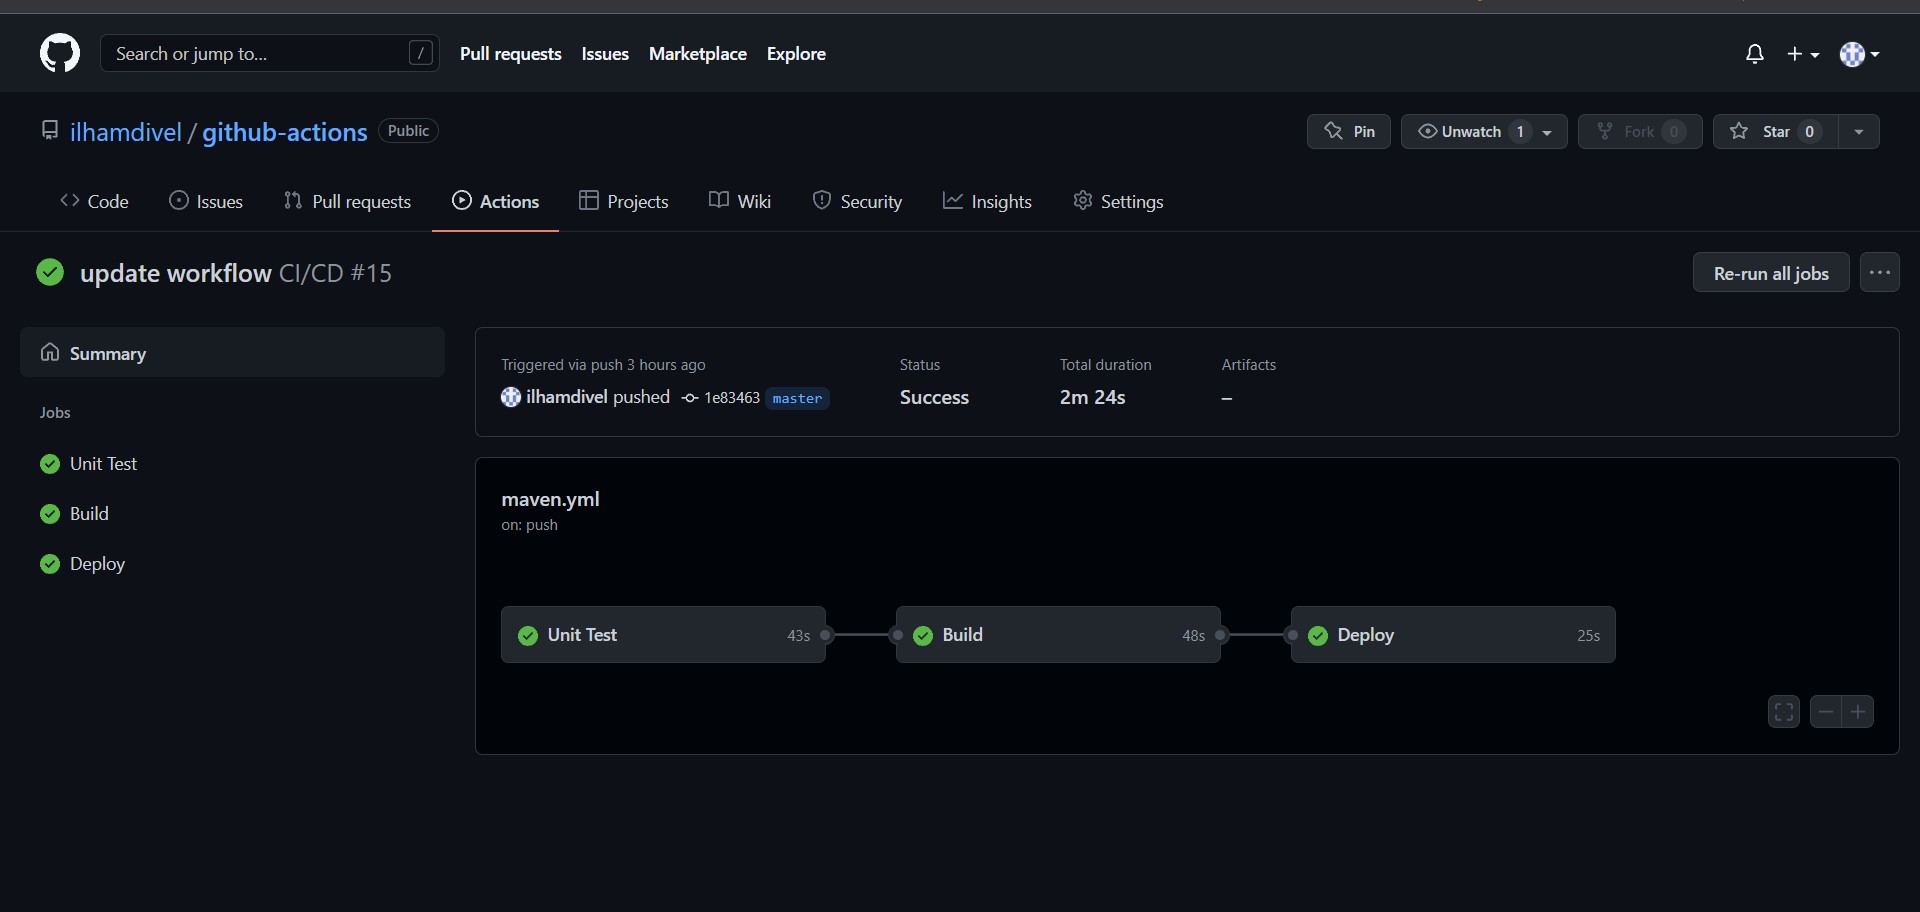 Search or jump to... /
Pull requests Issues Marketplace Explore
ilhamdivel / github-actions Public
Pin Unwatch 1 Fork 0 Star 0
Code Issues Pull requests Actions Projects Wiki Security Insights Settings
update workflow CI/CD #15
Re-run all jobs
Summary
Jobs
Unit Test
Build
Deploy
Triggered via push 3 hours ago
ilhamdivel pushed 1e83463 master
Status
Success
Total duration
2m 24s
Artifacts
–
maven.yml
on: push
Unit Test 43s
Build 48s
Deploy 25s